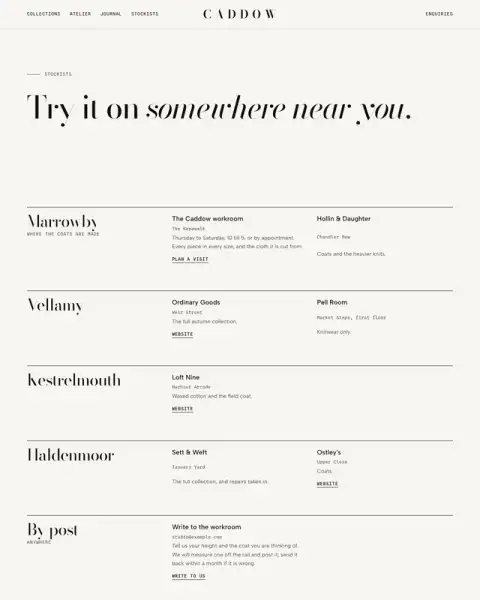 COLLECTIONS ATELIER JOURNAL STOCKISTS
CADDOW
ENQUIRIES
STOCKISTS
Try it on somewhere near you.
Marrowby
WHERE THE COATS ARE MADE
The Caddow workroom
The Ropewalk
Thursday to Saturday, 10 till 5, or by appointment.
Every piece in every size, and the cloth it is cut from.
PLAN A VISIT
Hollin & Daughter
Chandler Row
Coats and the heavier knits.
Vellamy
Ordinary Goods
Weir Street
The full autumn collection.
WEBSITE
Pell Room
Market Steps, first floor
Knitwear only.
Kestrelmouth
Loft Nine
Harbour Arcade
Waxed cotton and the field coat.
WEBSITE
Haldenmoor
Sett & Weft
Tenters Yard
The full collection, and repairs taken in.
Ostley's
Upper Close
Coats.
WEBSITE
By post
ANYWHERE
Write to the workroom
Tell us your height and the coat you are thinking of.
We will measure one off the rail and post it; send it
back within a month if it is wrong.
WRITE TO US